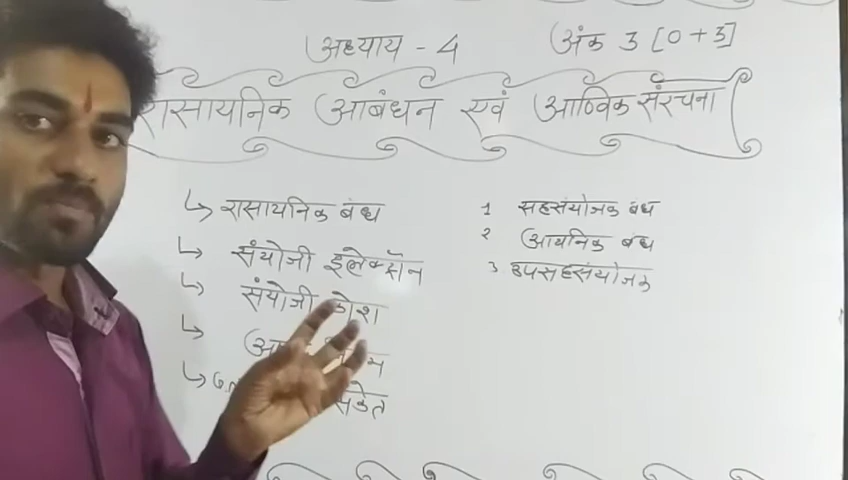 अध्याय - 4 अंक 3 [0 + 3]
रासायनिक आबंधन एवं आण्विक संरचना
↳ रासायनिक बंध
↳ संयोजी इलेक्ट्रॉन
↳ संयोजी कोश
↳
↳
1 सहसंयोजक बंध
2 आयनिक बंध
3 उपसहसंयोजक